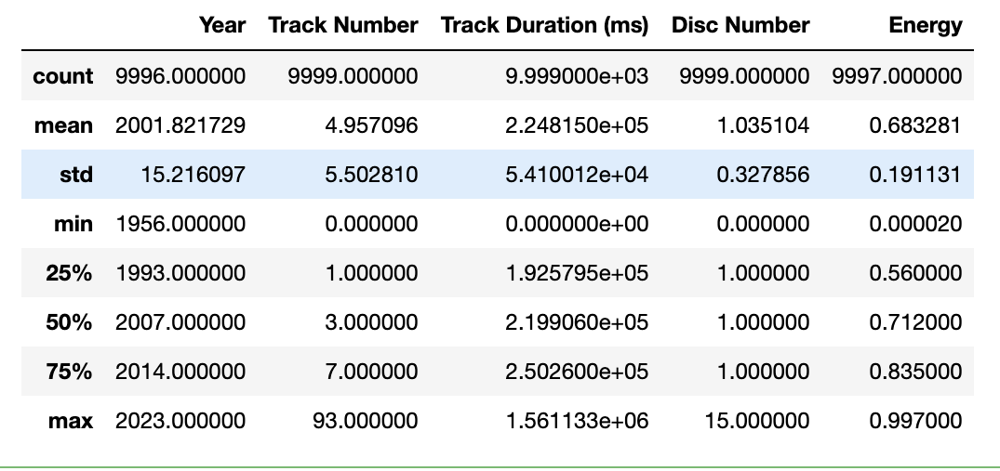 Year Track Number Track Duration (ms) Disc Number Energy
count 9996.000000 9999.000000 9.999000e+03 9999.000000 9997.000000
mean 2001.821729 4.957096 2.248150e+05 1.035104 0.683281
std 15.216097 5.502810 5.410012e+04 0.327856 0.191131
min 1956.000000 0.000000 0.000000e+00 0.000000 0.000020
25% 1993.000000 1.000000 1.925795e+05 1.000000 0.560000
50% 2007.000000 3.000000 2.199060e+05 1.000000 0.712000
75% 2014.000000 7.000000 2.502600e+05 1.000000 0.835000
max 2023.000000 93.000000 1.561133e+06 15.000000 0.997000